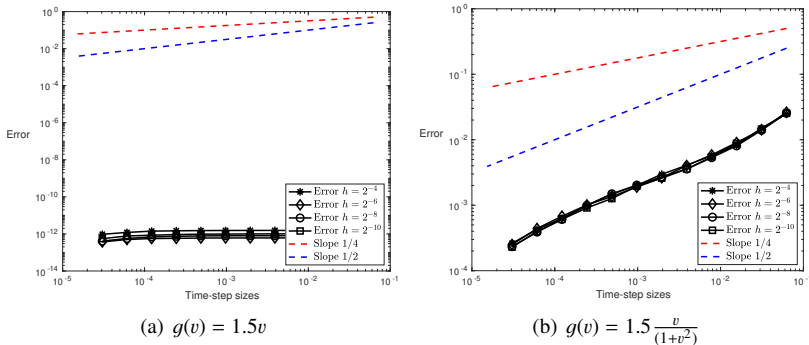 10^0
10^-2
10^-4
10^-6
10^-8
10^-10
10^-12
10^-14
Error
10^-5
10^-4
10^-3
10^-2
10^-1
Time-step sizes
Error h = 2^-4
Error h = 2^-6
Error h = 2^-8
Error h = 2^-10
Slope 1/4
Slope 1/2
(a) g(v) = 1.5v
10^0
10^-1
10^-2
10^-3
10^-4
Error
10^-5
10^-4
10^-3
10^-2
10^-1
Time-step sizes
Error h = 2^-4
Error h = 2^-6
Error h = 2^-8
Error h = 2^-10
Slope 1/4
Slope 1/2
(b) g(v) = 1.5 v/(1+v^2)